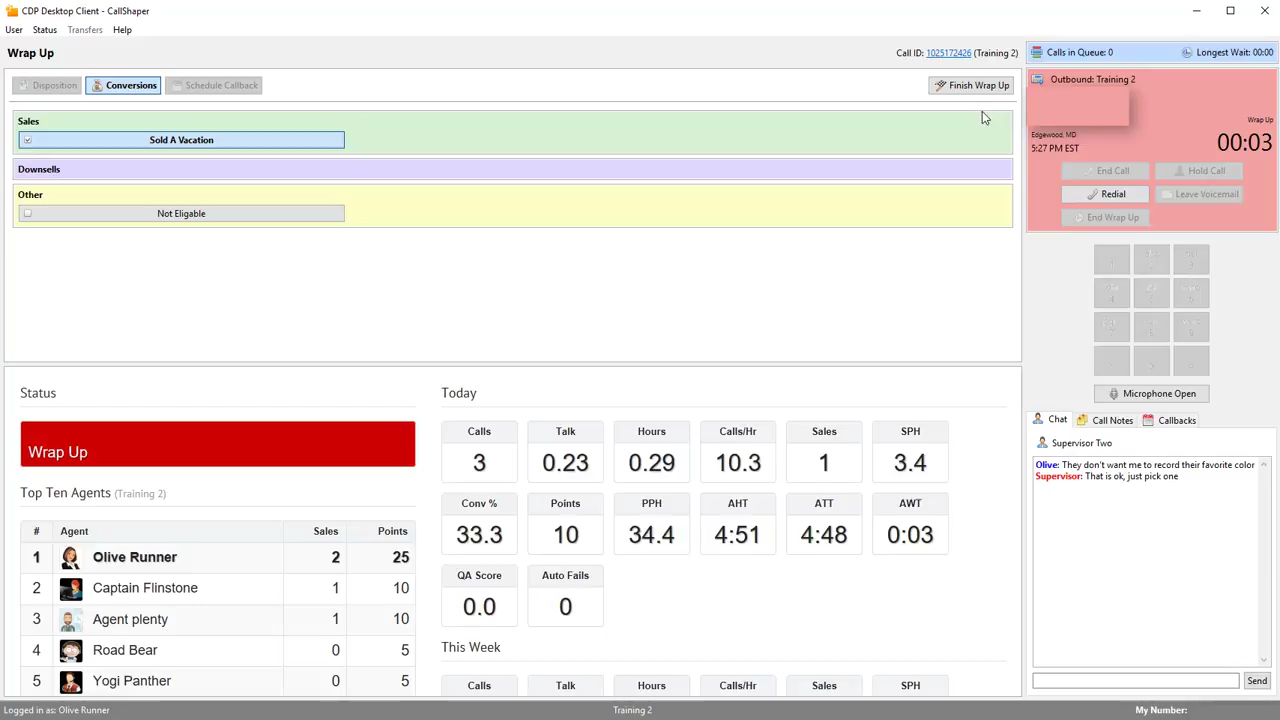 CDP Desktop Client - CallShaper
User Status Transfers Help
Wrap Up
Call ID: 1025172426 (Training 2)
Disposition Conversions Schedule Callback Finish Wrap Up
Sales
Sold A Vacation
Downsells
Other
Not Eligable
Calls in Queue: 0 Longest Wait: 00:00
Outbound: Training 2
Wrap Up
Edgewood, MD
5:27 PM EST
00:03
End Call Hold Call
Redial Leave Voicemail
End Wrap Up
Microphone Open
Chat Call Notes Callbacks
Supervisor Two
Olive: They don't want me to record their favorite color
Supervisor: That is ok, just pick one
Send
Status
Wrap Up
Top Ten Agents (Training 2)
# Agent Sales Points
1 Olive Runner 2 25
2 Captain Flinstone 1 10
3 Agent plenty 1 10
4 Road Bear 0 5
5 Yogi Panther 0 5
Today
Calls Talk Hours Calls/Hr Sales SPH
3 0.23 0.29 10.3 1 3.4
Conv % Points PPH AHT ATT AWT
33.3 10 34.4 4:51 4:48 0:03
QA Score Auto Fails
0.0 0
This Week
Calls Talk Hours Calls/Hr Sales SPH
Logged in as: Olive Runner Training 2 My Number: